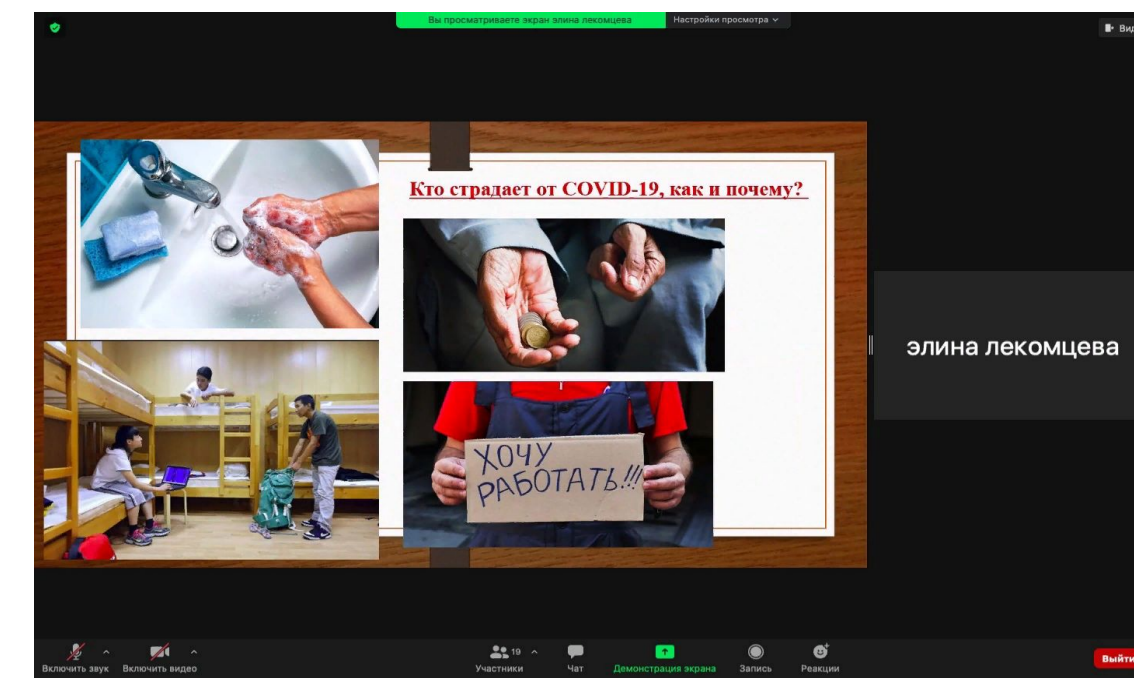 Вы просматриваете экран элина лекомцева
Настройки просмотра
Вид
Кто страдает от COVID-19, как и почему?
ХОЧУ
РАБОТАТЬ!!!
элина лекомцева
Включить звук
Включить видео
19
Участники
Чат
Демонстрация экрана
Запись
Реакции
Выйти